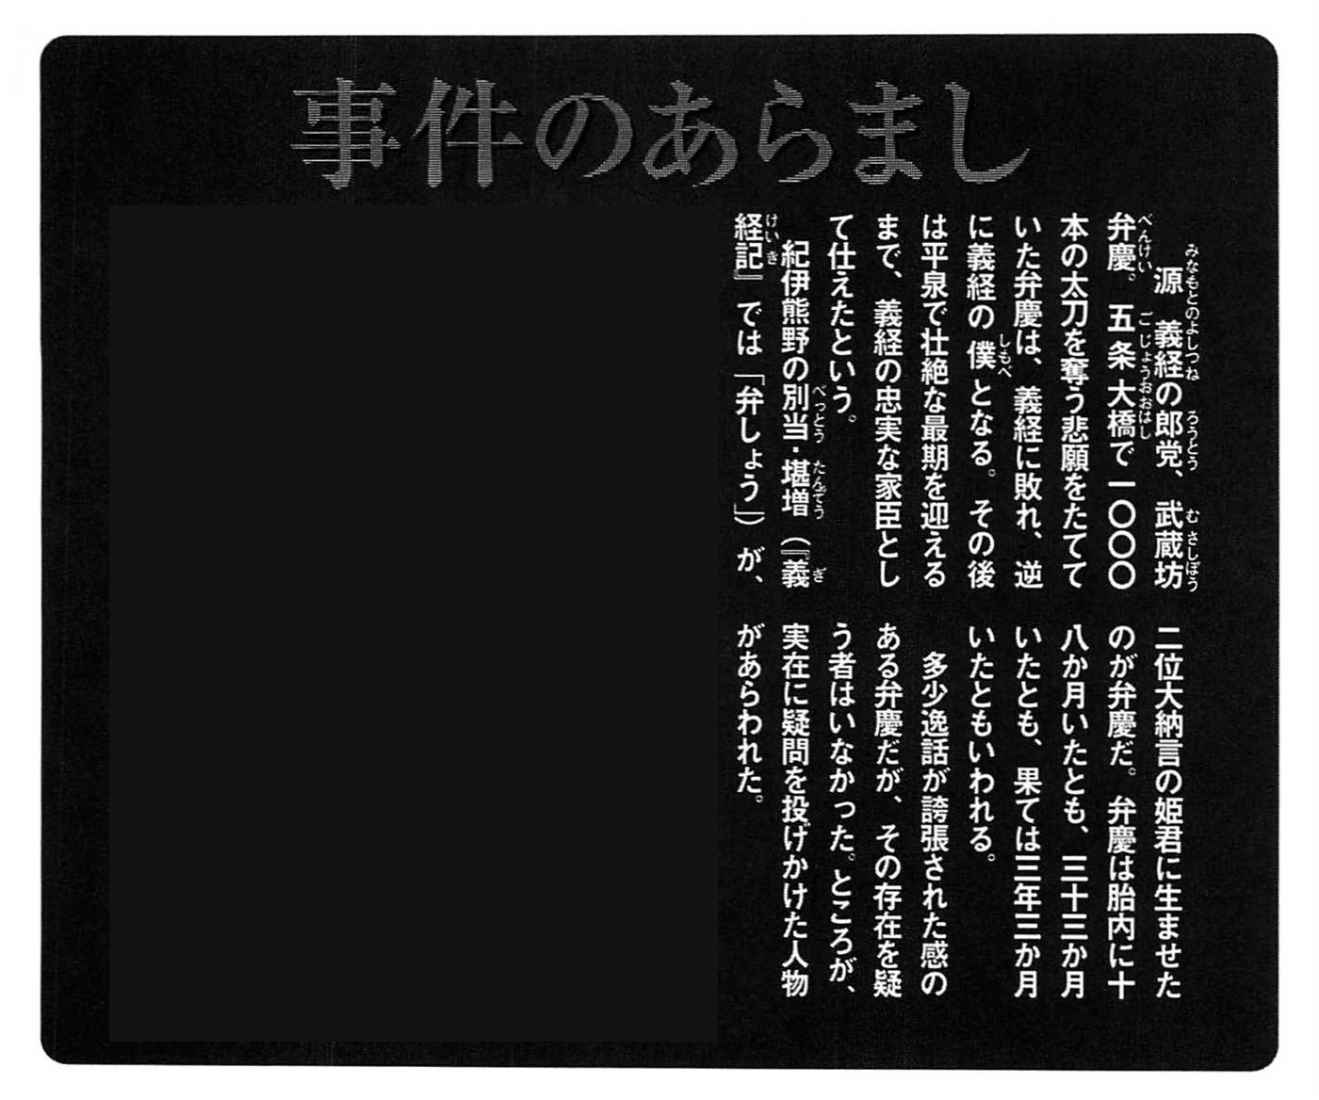 事件のあらまし
源義経の郎党、武蔵坊
弁慶。五条大橋で一〇〇〇
本の太刀を奪う悲願をたてて
いた弁慶は、義経に敗れ、逆
に義経の僕となる。その後
は平泉で壮絶な最期を迎える
まで、義経の忠実な家臣とし
て仕えたという。
紀伊熊野の別当・堪増（『義
経記』では「弁しょう」）が、
二位大納言の姫君に生ませた
のが弁慶だ。弁慶は胎内に十
八か月いたとも、三十三か月
いたとも、果ては三年三か月
いたともいわれる。
多少逸話が誇張された感の
ある弁慶だが、その存在を疑
う者はいなかった。ところが、
実在に疑問を投げかけた人物
があらわれた。